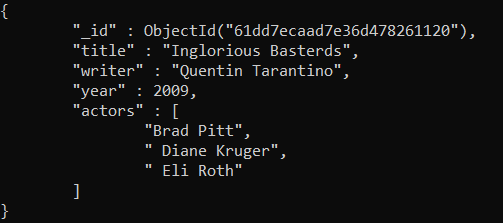 {
        "_id" : ObjectId("61dd7ecaad7e36d478261120"),
        "title" : "Inglorious Basterds",
        "writer" : "Quentin Tarantino",
        "year" : 2009,
        "actors" : [
                "Brad Pitt",
                " Diane Kruger",
                " Eli Roth"
        ]
}